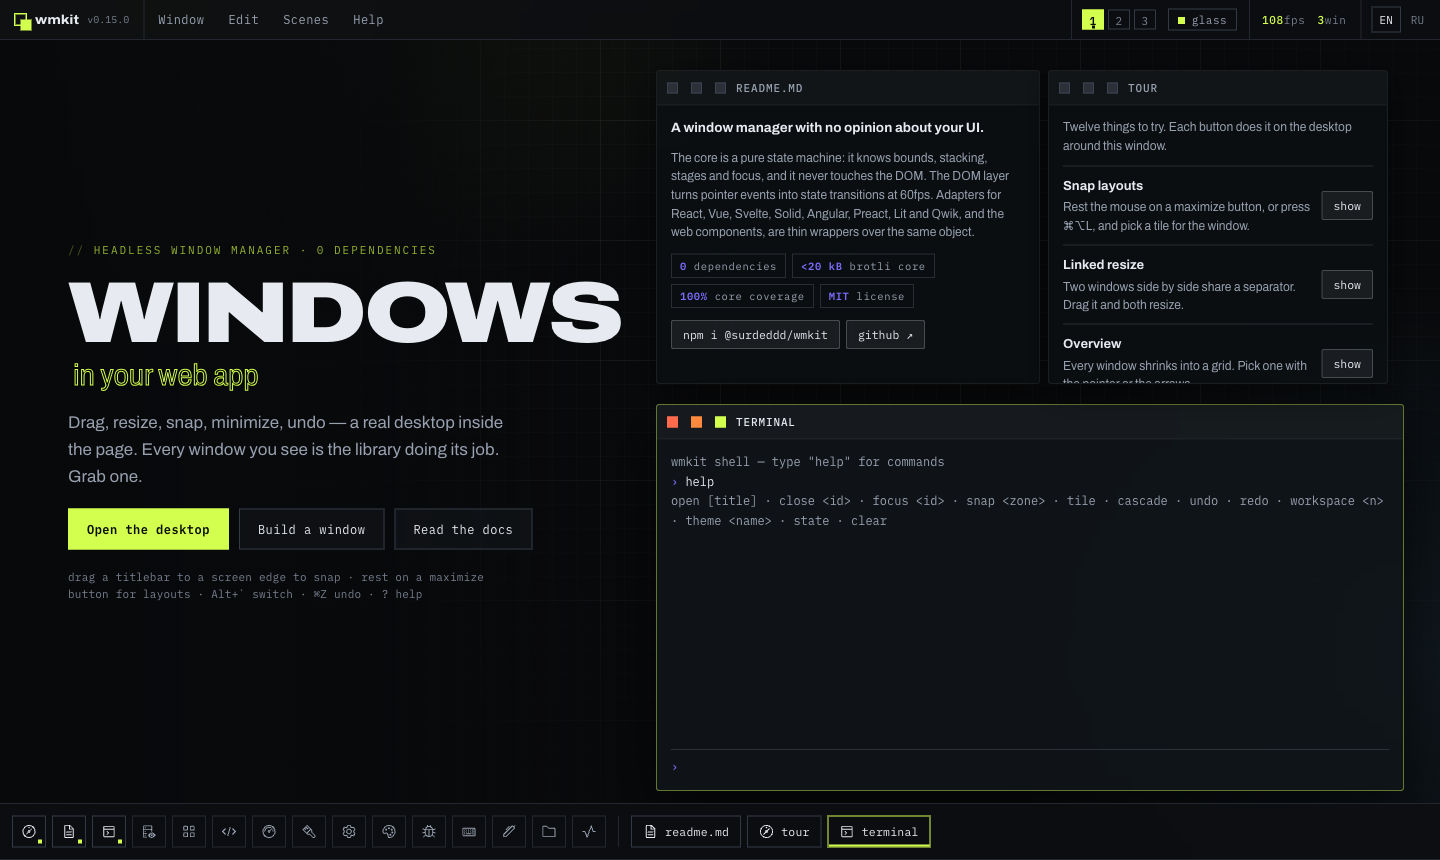 wmkit v0.15.0 Window Edit Scenes Help 1 2 3 glass 108fps 3win EN RU
// HEADLESS WINDOW MANAGER · 0 DEPENDENCIES
WINDOWS
in your web app
Drag, resize, snap, minimize, undo — a real desktop inside
the page. Every window you see is the library doing its job.
Grab one.
Open the desktop Build a window Read the docs
drag a titlebar to a screen edge to snap · rest on a maximize
button for layouts · Alt+` switch · ⌘Z undo · ? help
README.MD
A window manager with no opinion about your UI.
The core is a pure state machine: it knows bounds, stacking,
stages and focus, and it never touches the DOM. The DOM layer
turns pointer events into state transitions at 60fps. Adapters for
React, Vue, Svelte, Solid, Angular, Preact, Lit and Qwik, and the
web components, are thin wrappers over the same object.
0 dependencies <20 kB brotli core
100% core coverage MIT license
npm i @surdeddd/wmkit github ↗
TOUR
Twelve things to try. Each button does it on the desktop
around this window.
Snap layouts
Rest the mouse on a maximize button, or press
⌘⌥L, and pick a tile for the window.
show
Linked resize
Two windows side by side share a separator.
Drag it and both resize.
show
Overview
Every window shrinks into a grid. Pick one with
the pointer or the arrows.
show
TERMINAL
wmkit shell — type "help" for commands
› help
open [title] · close <id> · focus <id> · snap <zone> · tile · cascade · undo · redo · workspace <n>
· theme <name> · state · clear
›
readme.md tour terminal